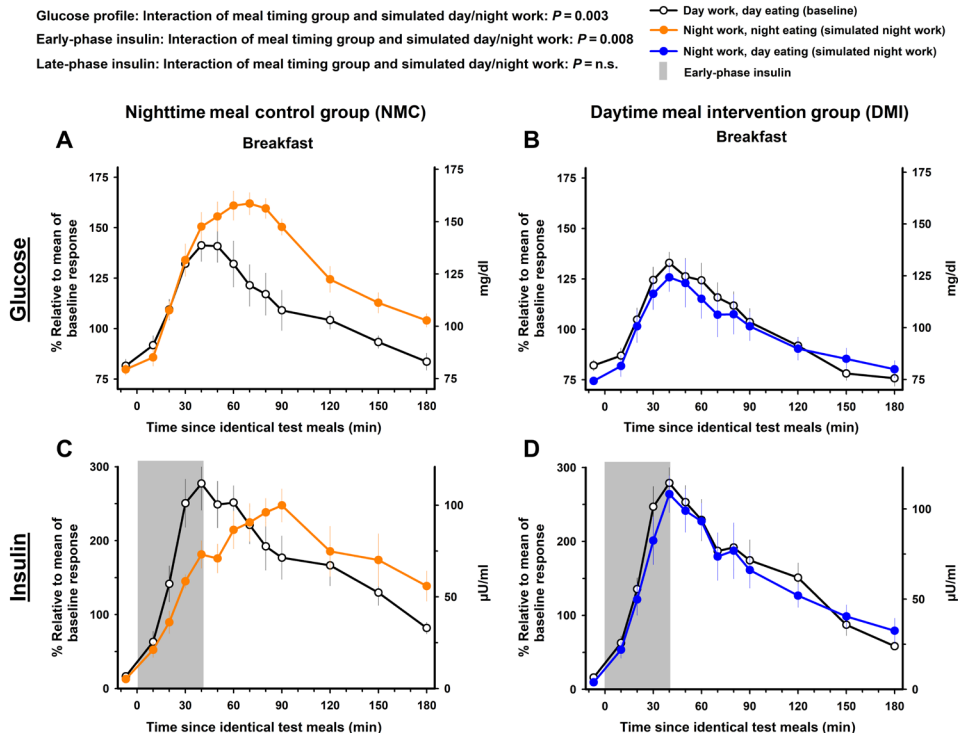 Glucose profile: Interaction of meal timing group and simulated day/night work: P = 0.003
Early-phase insulin: Interaction of meal timing group and simulated day/night work: P = 0.008
Late-phase insulin: Interaction of meal timing group and simulated day/night work: P = n.s.
Day work, day eating (baseline)
Night work, night eating (simulated night work)
Night work, day eating (simulated night work)
Early-phase insulin
Nighttime meal control group (NMC)
Daytime meal intervention group (DMI)
A
Breakfast
Glucose
% Relative to mean of
baseline response
175
150
125
100
75
175
150
125
100
75
mg/dl
0 30 60 90 120 150 180
Time since identical test meals (min)
B
Breakfast
% Relative to mean of
baseline response
175
150
125
100
75
175
150
125
100
75
mg/dl
0 30 60 90 120 150 180
Time since identical test meals (min)
C
Insulin
% Relative to mean of
baseline response
300
200
100
0
100
50
0
µU/ml
0 30 60 90 120 150 180
Time since identical test meals (min)
D
% Relative to mean of
baseline response
300
200
100
0
100
50
0
µU/ml
0 30 60 90 120 150 180
Time since identical test meals (min)